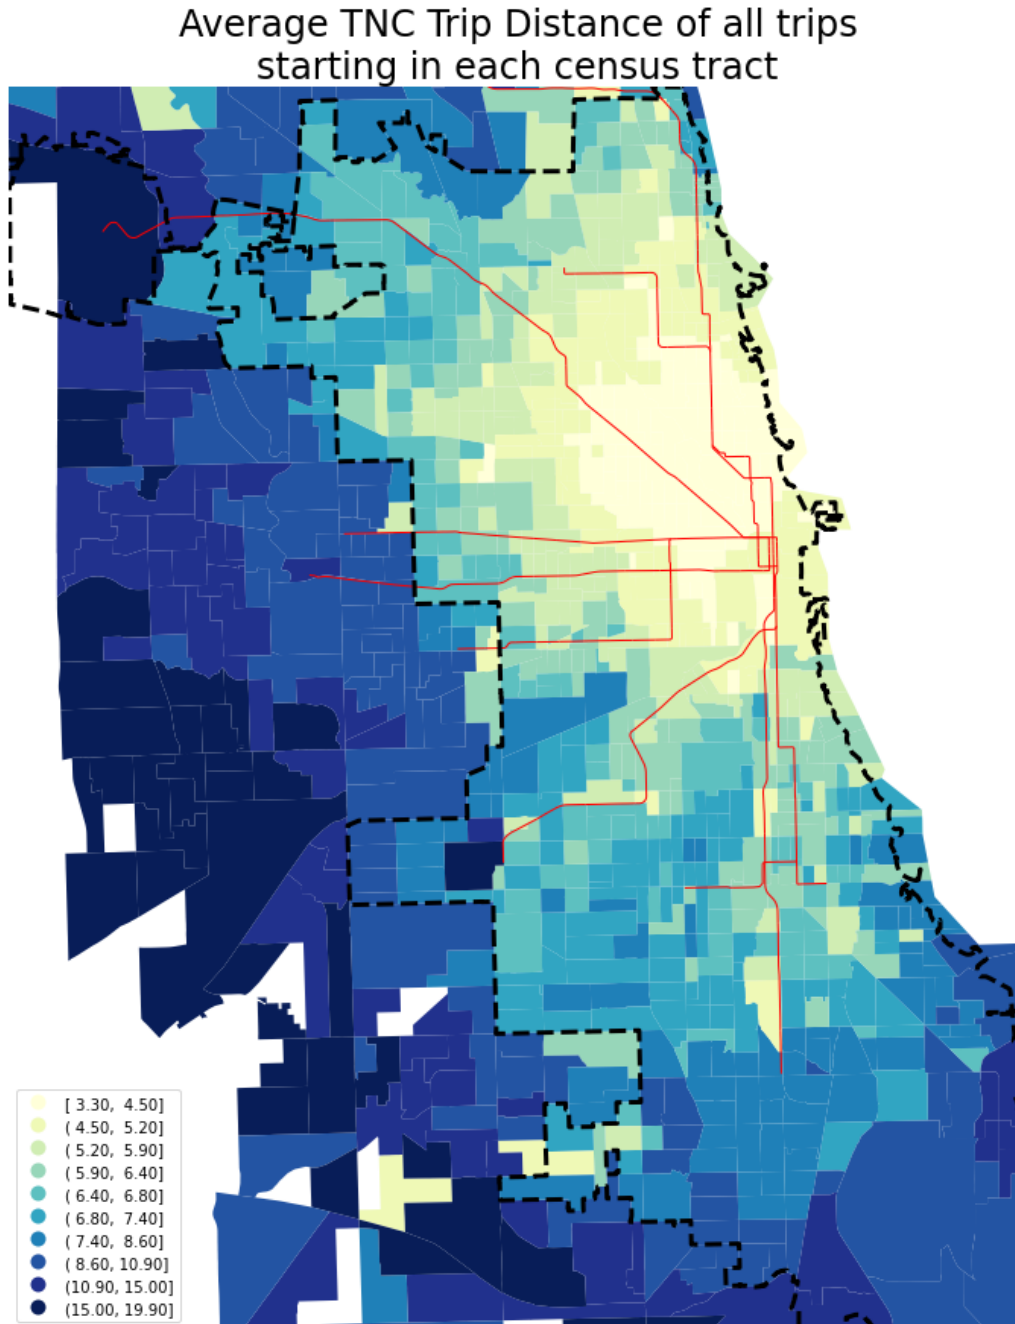 Average TNC Trip Distance of all trips
starting in each census tract
[ 3.30,  4.50]
( 4.50,  5.20]
( 5.20,  5.90]
( 5.90,  6.40]
( 6.40,  6.80]
( 6.80,  7.40]
( 7.40,  8.60]
( 8.60, 10.90]
(10.90, 15.00]
(15.00, 19.90]